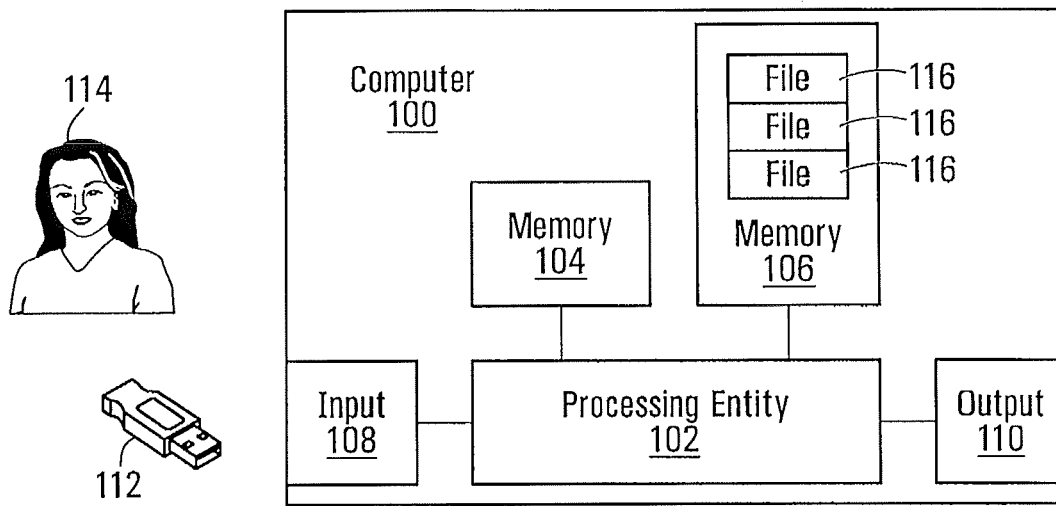 114
112
Computer
100
Memory
104
File
116
File
116
File
116
Memory
106
Input
108
Processing Entity
102
Output
110